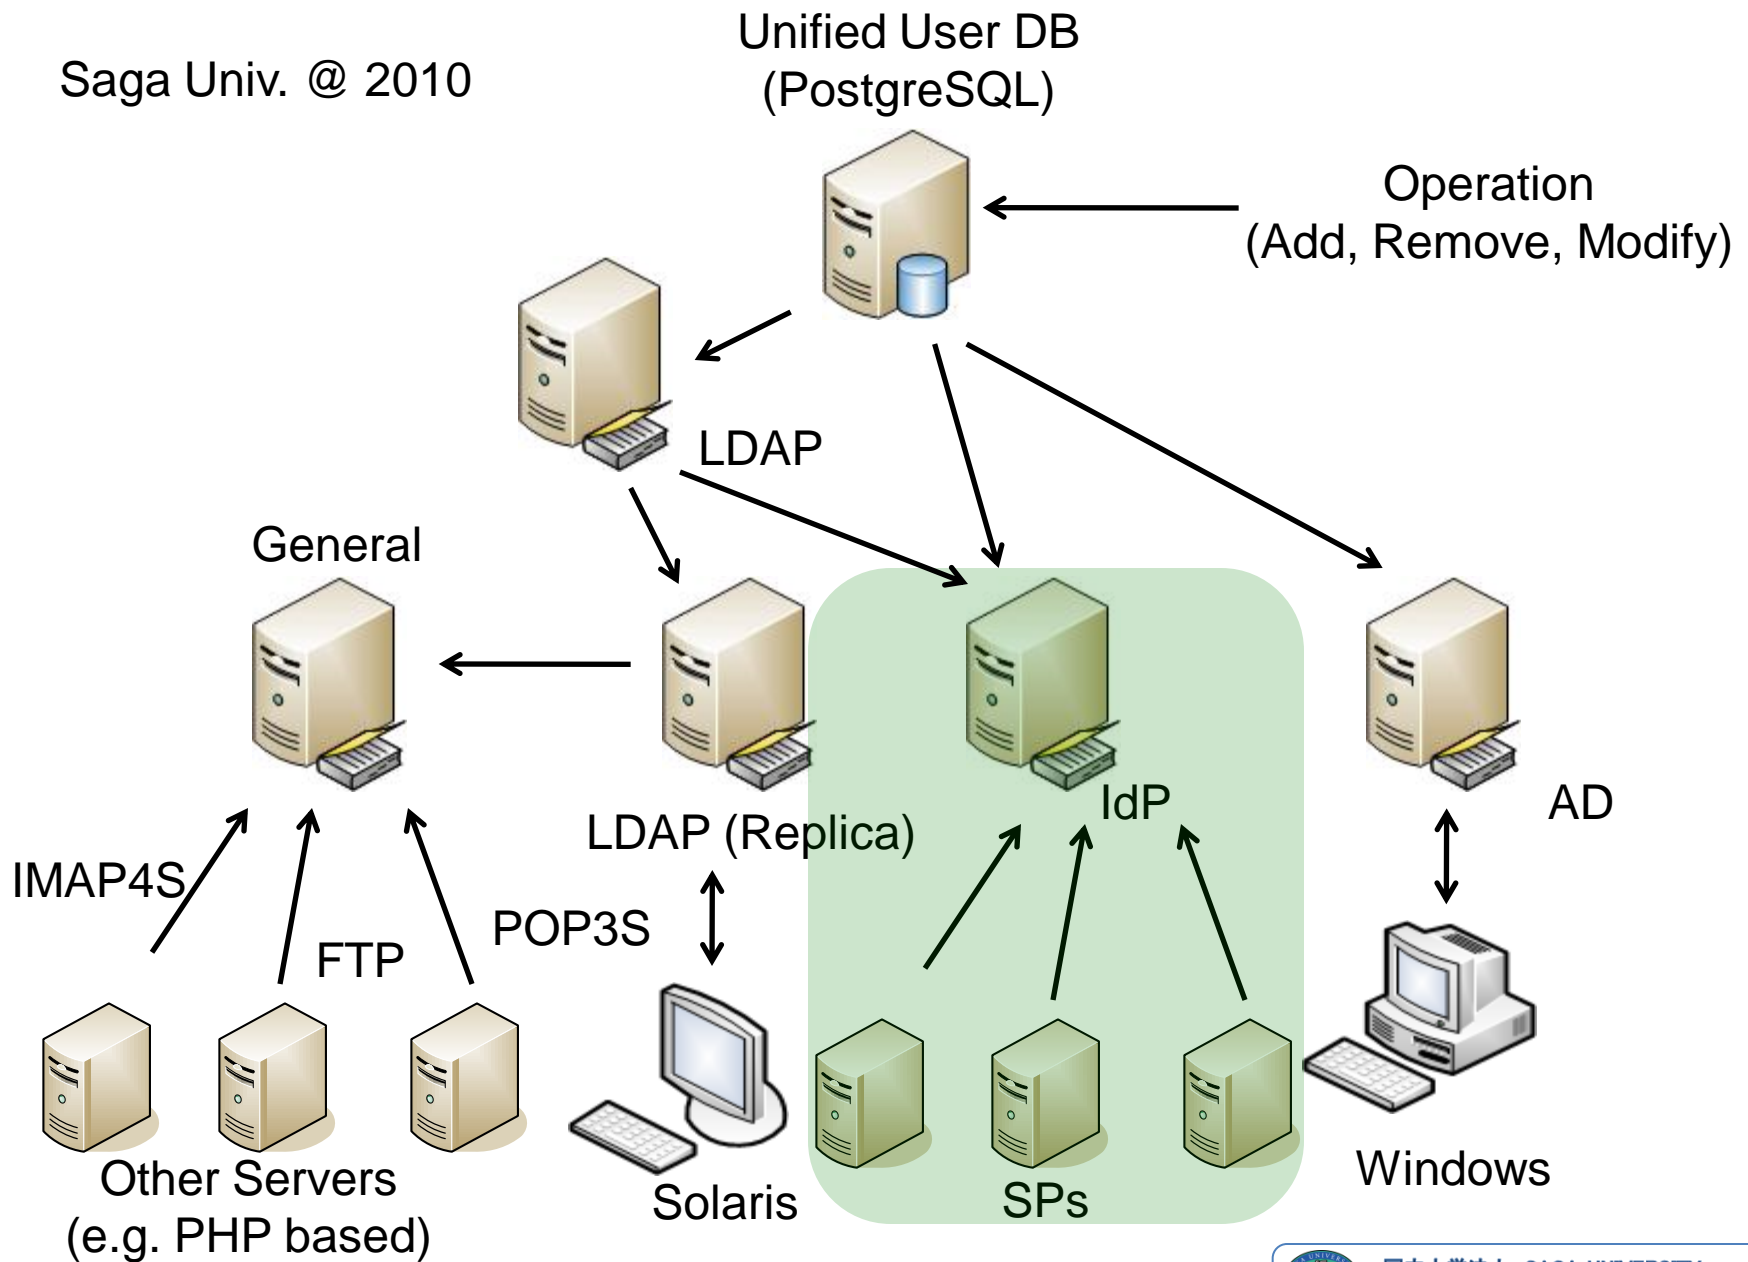 Saga Univ. @ 2010
Unified User DB
(PostgreSQL)
Operation
(Add, Remove, Modify)
LDAP
General
LDAP (Replica)
IdP
AD
IMAP4S
FTP
POP3S
Other Servers
(e.g. PHP based)
Solaris
SPs
Windows